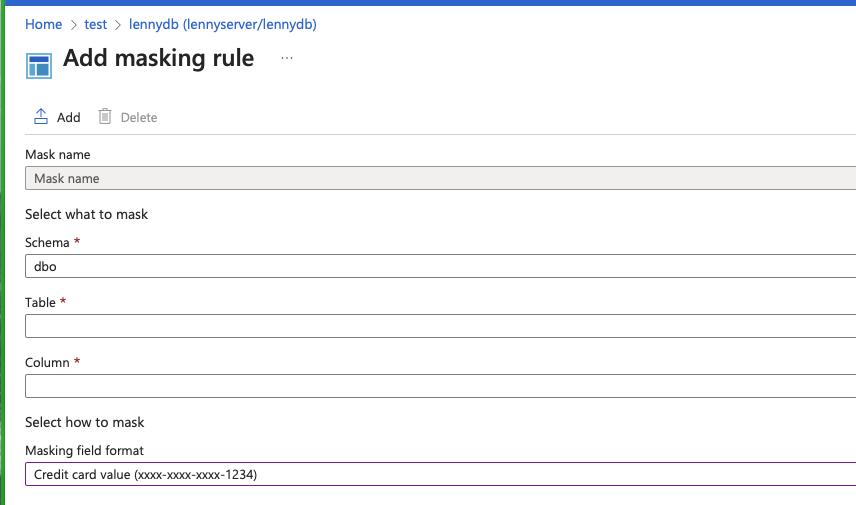 Home > test > lennydb (lennyserver/lennydb)
Add masking rule ...
Add Delete
Mask name
Mask name
Select what to mask
Schema *
dbo
Table *
Column *
Select how to mask
Masking field format
Credit card value (xxxx-xxxx-xxxx-1234)